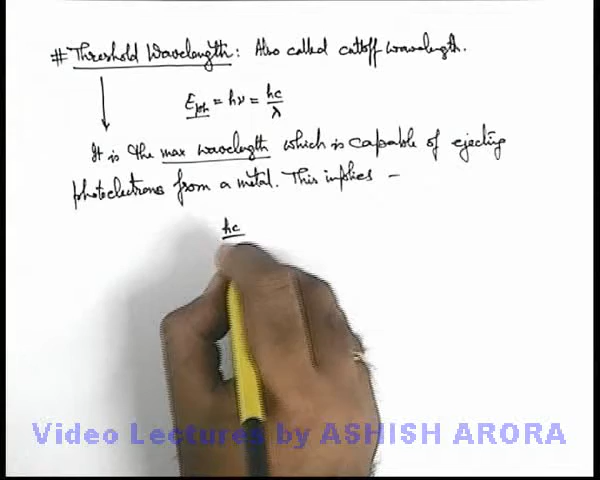 # Threshold Wavelength: Also called cutoff wavelength.
Eph = hν = hc/λ
It is the max wavelength which is capable of ejecting
photoelectrons from a metal. This implies –
hc
Video Lectures by ASHISH ARORA